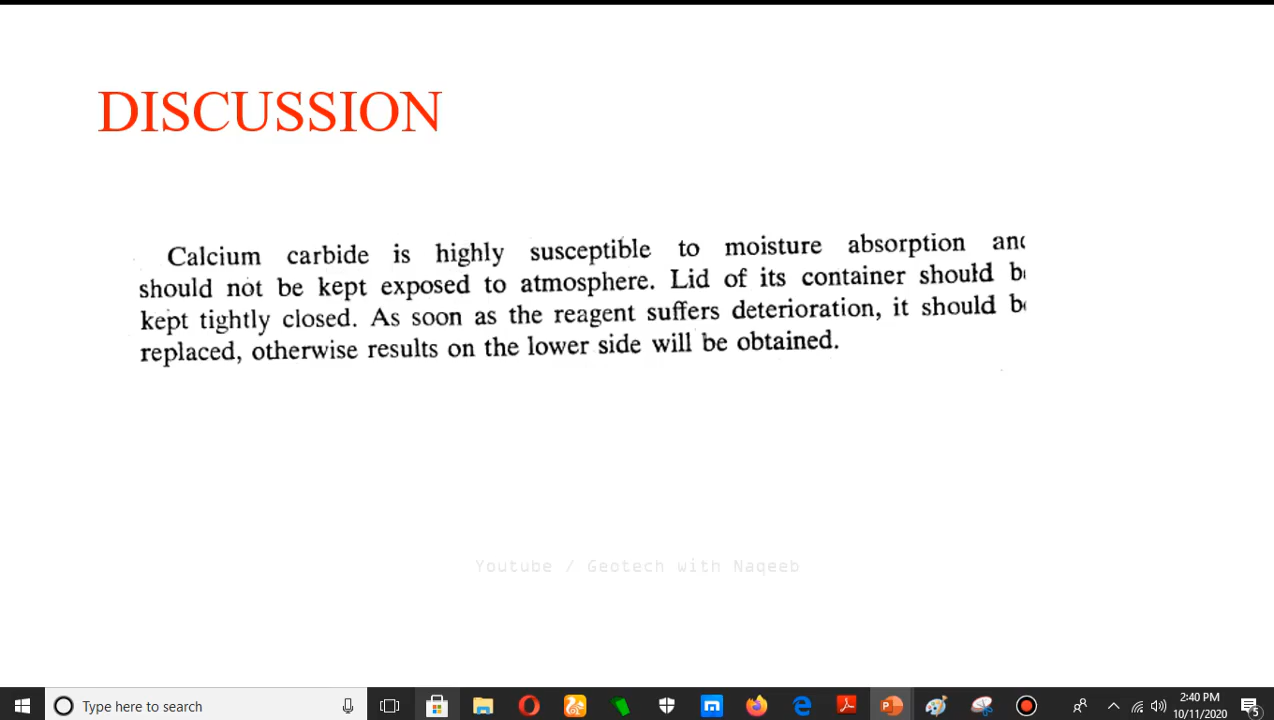 DISCUSSION
Calcium carbide is highly susceptible to moisture absorption and
should not be kept exposed to atmosphere. Lid of its container should b
kept tightly closed. As soon as the reagent suffers deterioration, it should be
replaced, otherwise results on the lower side will be obtained.
Youtube / Geotech with Naqeeb
Type here to search
2:40 PM
10/11/2020
5